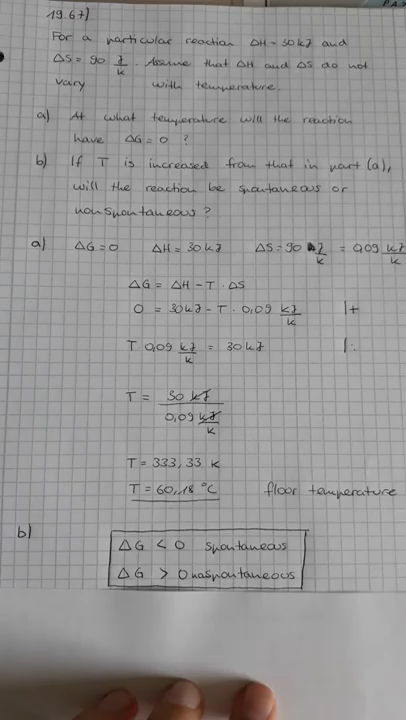 19.67)
For a particular reaction ΔH = 30 kJ and
ΔS = 90 J/K. Assume that ΔH and ΔS do not
vary with temperature.
a) At what temperature will the reaction
have ΔG = 0 ?
b) If T is increased from that in part (a),
will the reaction be spontaneous or
nonspontaneous ?
a) ΔG = 0 ΔH = 30 kJ ΔS = 90 J/K = 0,09 kJ/K
ΔG = ΔH - T · ΔS
0 = 30 kJ - T · 0,09 kJ/K |+
T 0,09 kJ/K = 30 kJ |:
T = 30 kJ / 0,09 kJ/K
T = 333,33 K
T = 60,18 °C floor temperature
b)
ΔG < 0 spontaneous
ΔG > 0 nonspontaneous